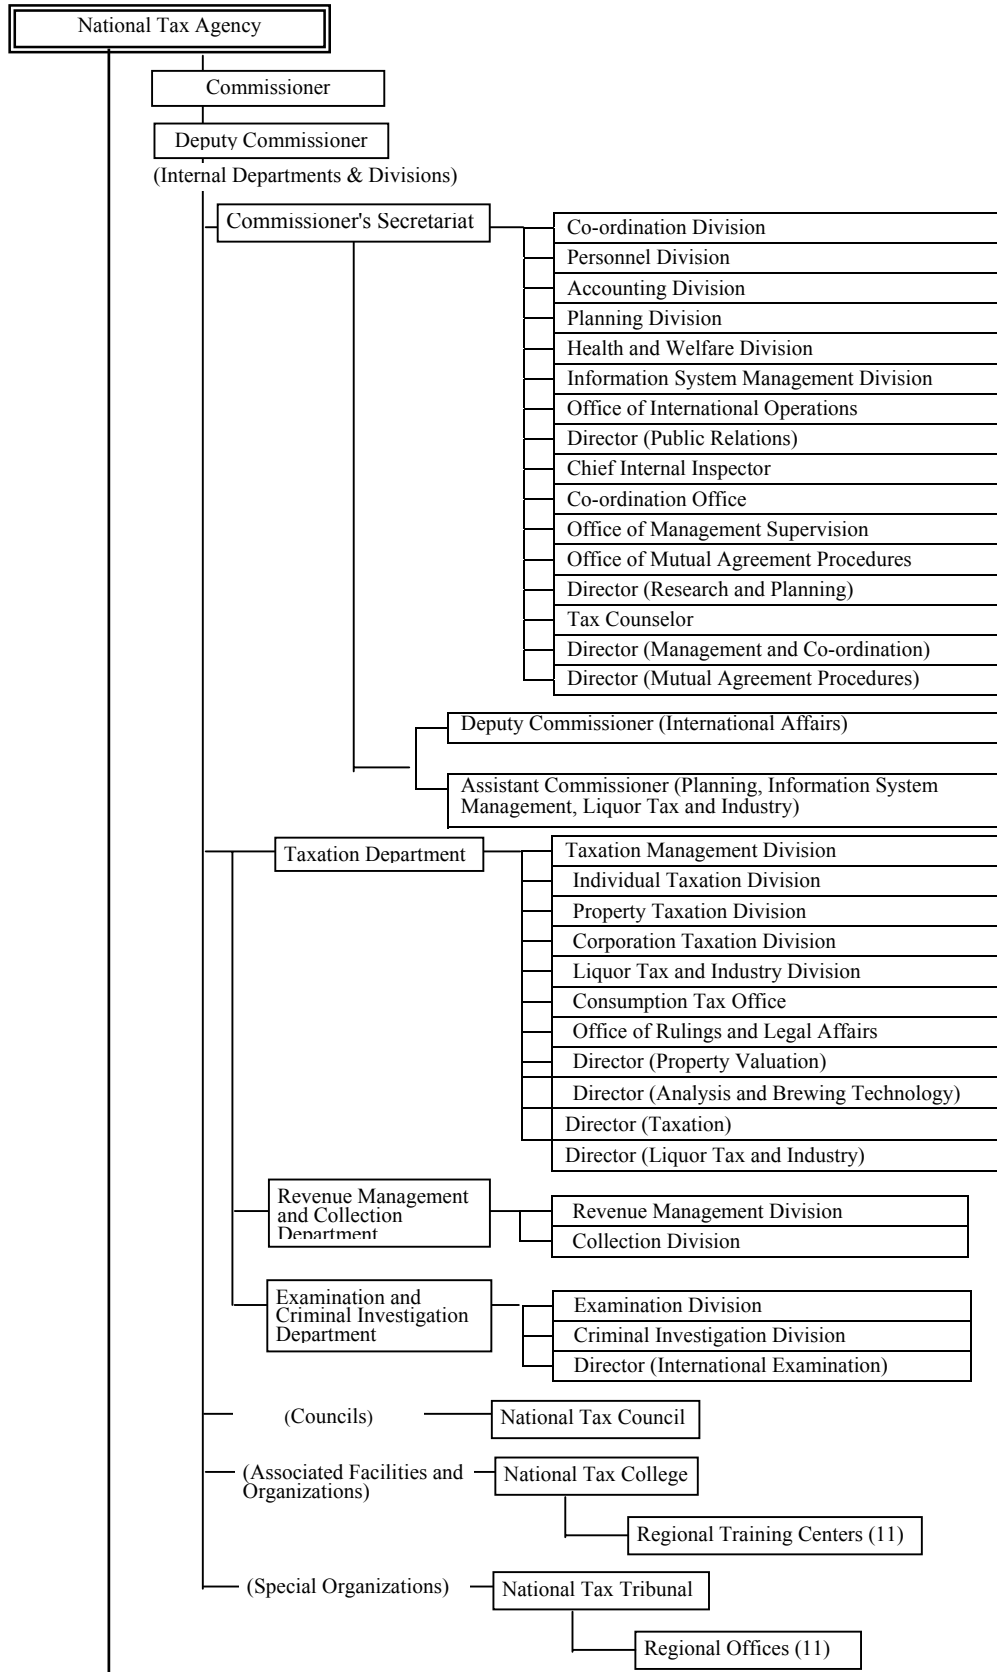 National Tax Agency
Commissioner
Deputy Commissioner
(Internal Departments & Divisions)
Commissioner's Secretariat
Co-ordination Division
Personnel Division
Accounting Division
Planning Division
Health and Welfare Division
Information System Management Division
Office of International Operations
Director (Public Relations)
Chief Internal Inspector
Co-ordination Office
Office of Management Supervision
Office of Mutual Agreement Procedures
Director (Research and Planning)
Tax Counselor
Director (Management and Co-ordination)
Director (Mutual Agreement Procedures)
Deputy Commissioner (International Affairs)
Assistant Commissioner (Planning, Information System
Management, Liquor Tax and Industry)
Taxation Department
Taxation Management Division
Individual Taxation Division
Property Taxation Division
Corporation Taxation Division
Liquor Tax and Industry Division
Consumption Tax Office
Office of Rulings and Legal Affairs
Director (Property Valuation)
Director (Analysis and Brewing Technology)
Director (Taxation)
Director (Liquor Tax and Industry)
Revenue Management
and Collection
Department
Revenue Management Division
Collection Division
Examination and
Criminal Investigation
Department
Examination Division
Criminal Investigation Division
Director (International Examination)
(Councils)
National Tax Council
(Associated Facilities and
Organizations)
National Tax College
Regional Training Centers (11)
(Special Organizations)
National Tax Tribunal
Regional Offices (11)